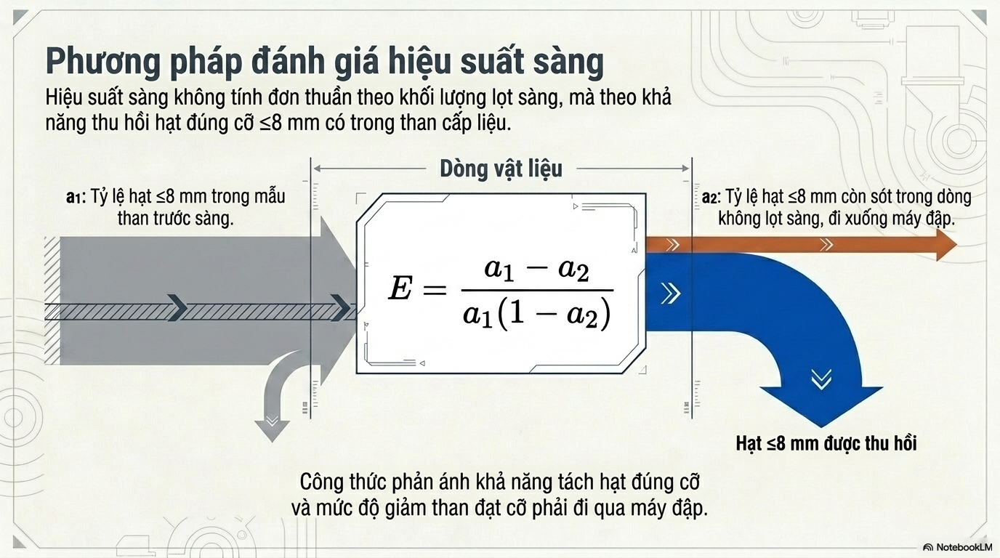 Phương pháp đánh giá hiệu suất sàng
Hiệu suất sàng không tính đơn thuần theo khối lượng lọt sàng, mà theo khả
năng thu hồi hạt đúng cỡ ≤8 mm có trong than cấp liệu.
Dòng vật liệu
a₁: Tỷ lệ hạt ≤8 mm trong mẫu
than trước sàng.
a₂: Tỷ lệ hạt ≤8 mm còn sót trong dòng
không lọt sàng, đi xuống máy đập.
E = (a₁ − a₂) / (a₁(1 − a₂))
Hạt ≤8 mm được thu hồi
Công thức phản ánh khả năng tách hạt đúng cỡ
và mức độ giảm than đạt cỡ phải đi qua máy đập.
NotebookLM